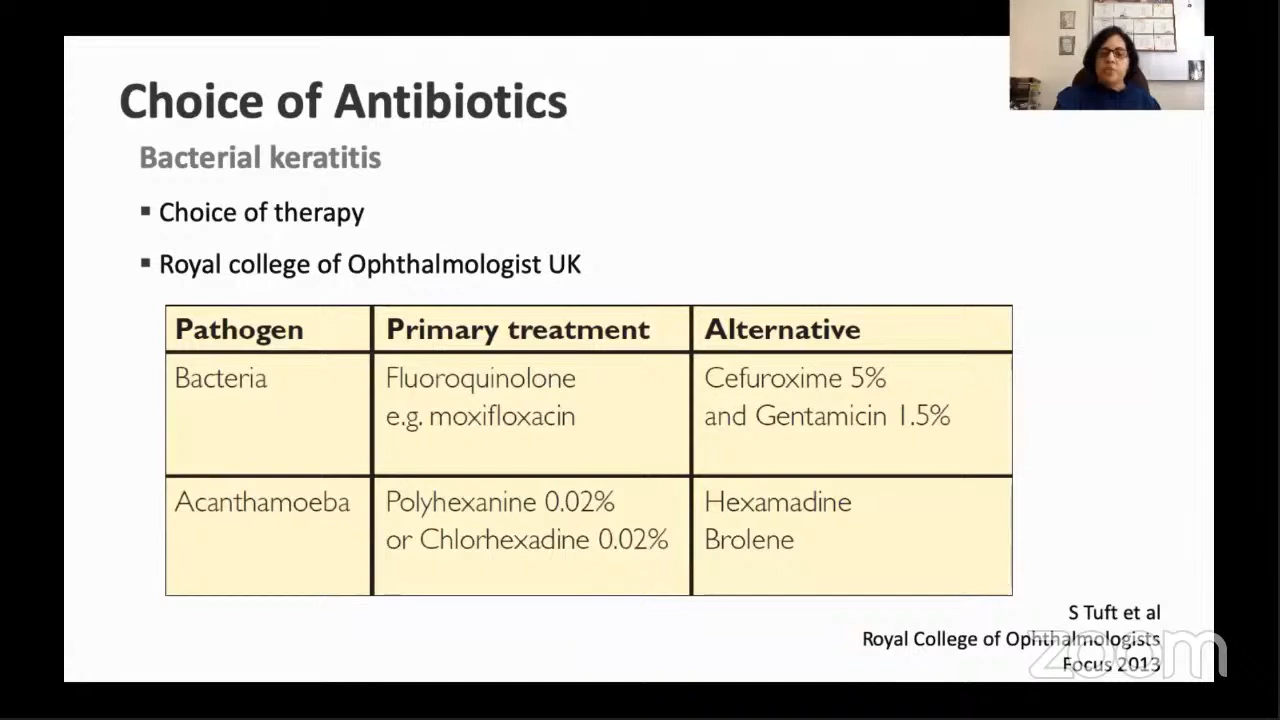 Choice of Antibiotics
Bacterial keratitis
▪ Choice of therapy
▪ Royal college of Ophthalmologist UK
Pathogen Primary treatment Alternative
Bacteria Fluoroquinolone Cefuroxime 5%
e.g. moxifloxacin and Gentamicin 1.5%
Acanthamoeba Polyhexanine 0.02% Hexamadine
or Chlorhexadine 0.02% Brolene
S Tuft et al
Royal College of Ophthalmologists
Focus 2013
zoom